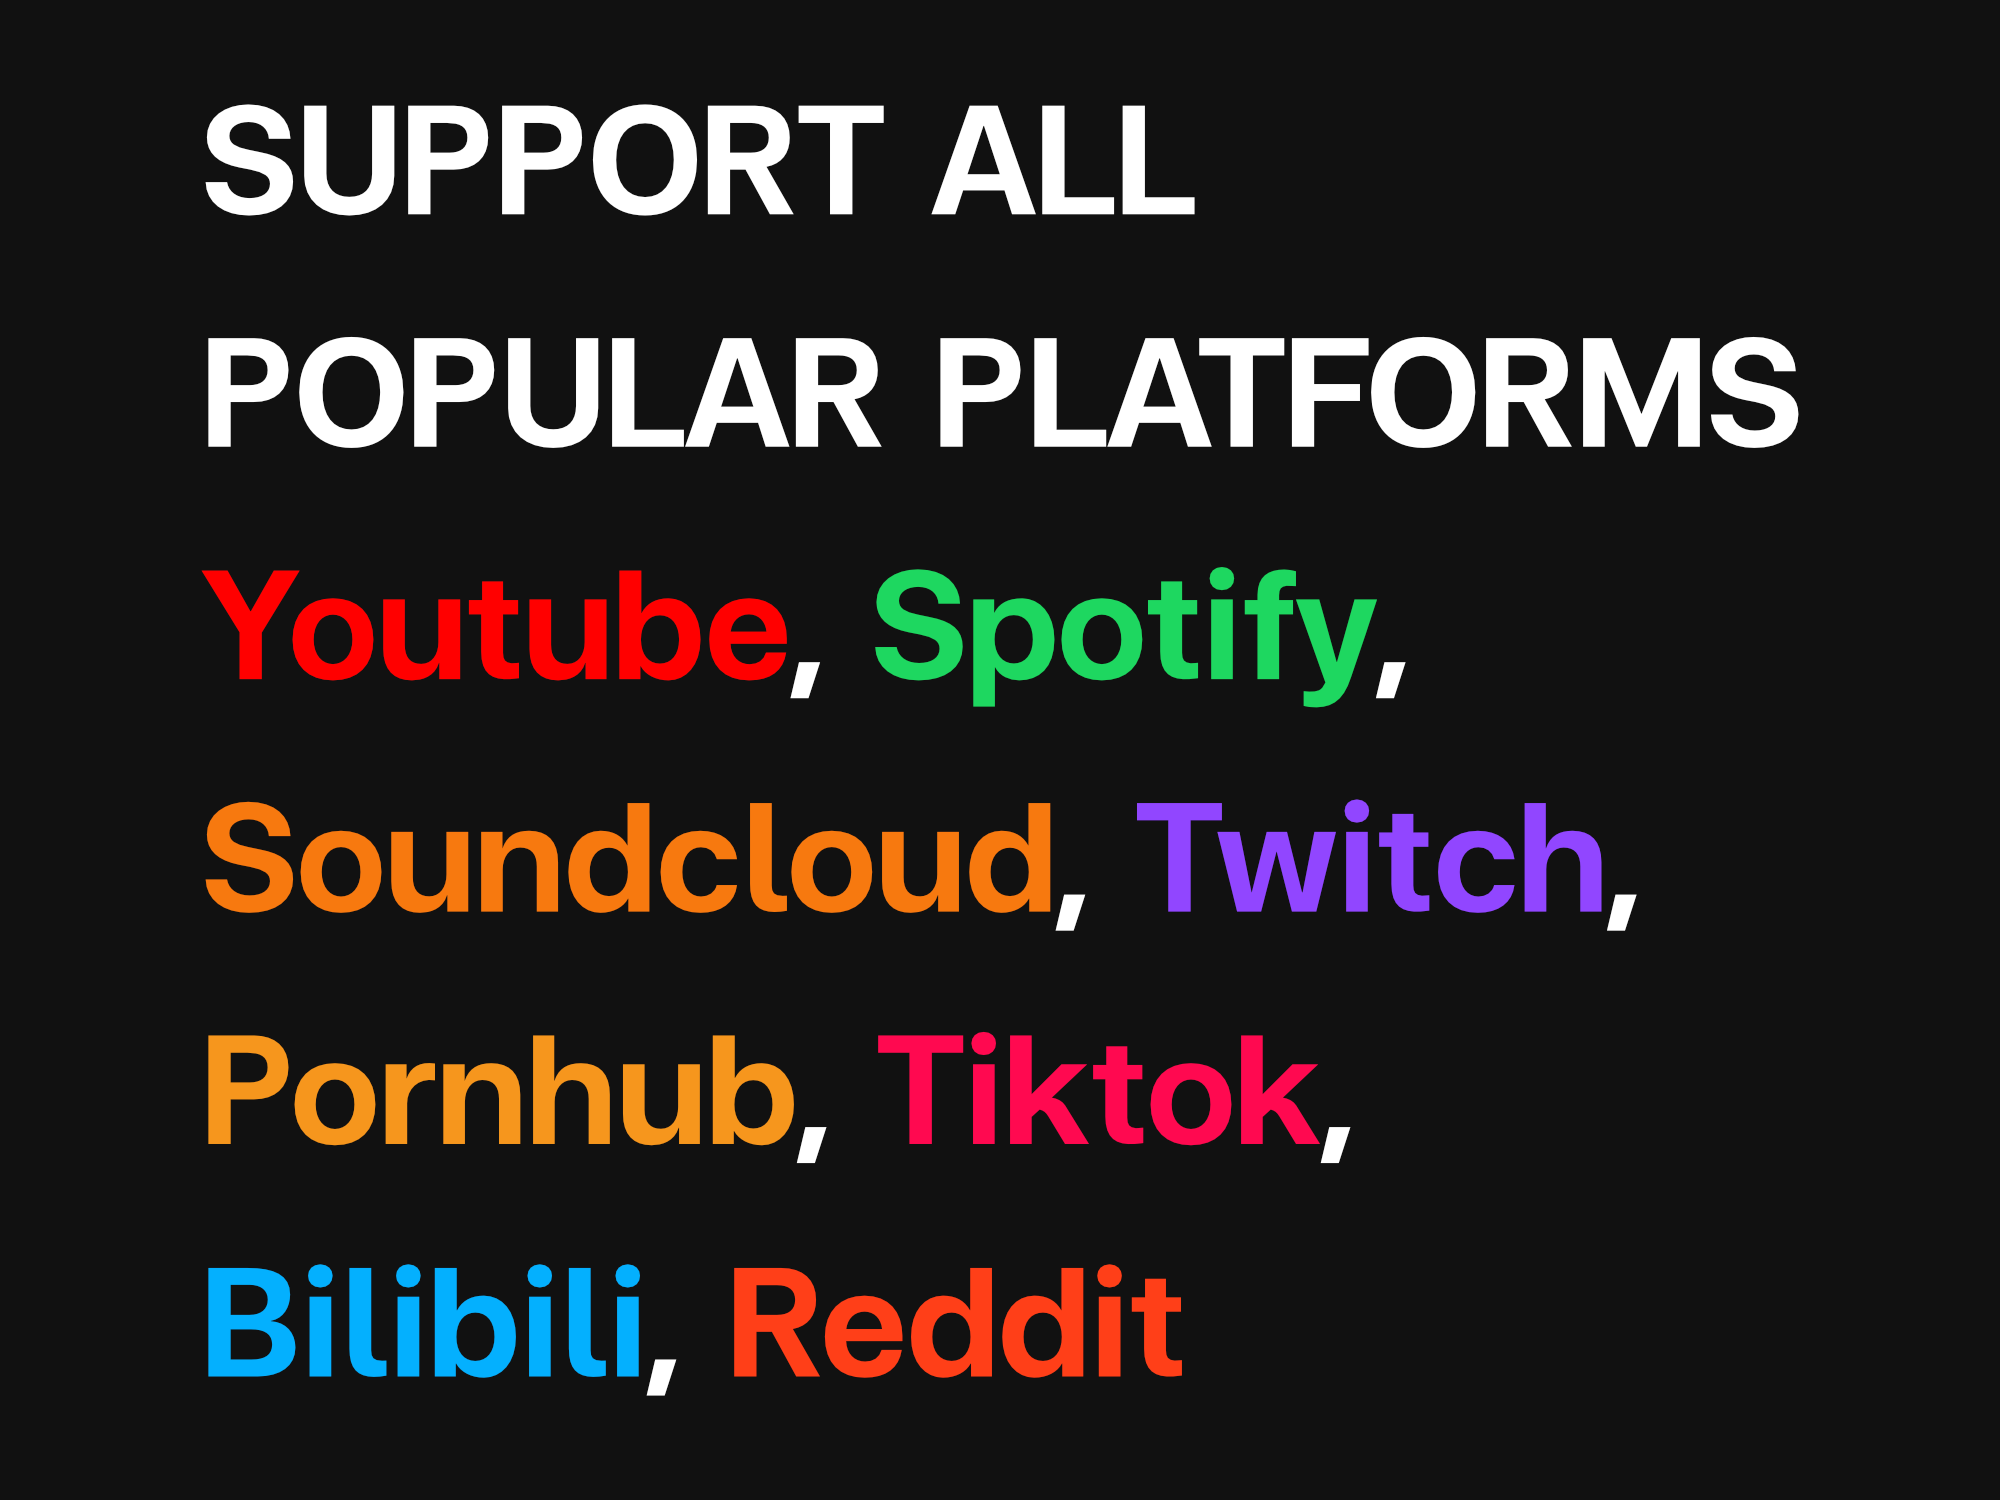 SUPPORT ALL
POPULAR PLATFORMS
Youtube, Spotify,
Soundcloud, Twitch,
Pornhub, Tiktok,
Bilibili, Reddit